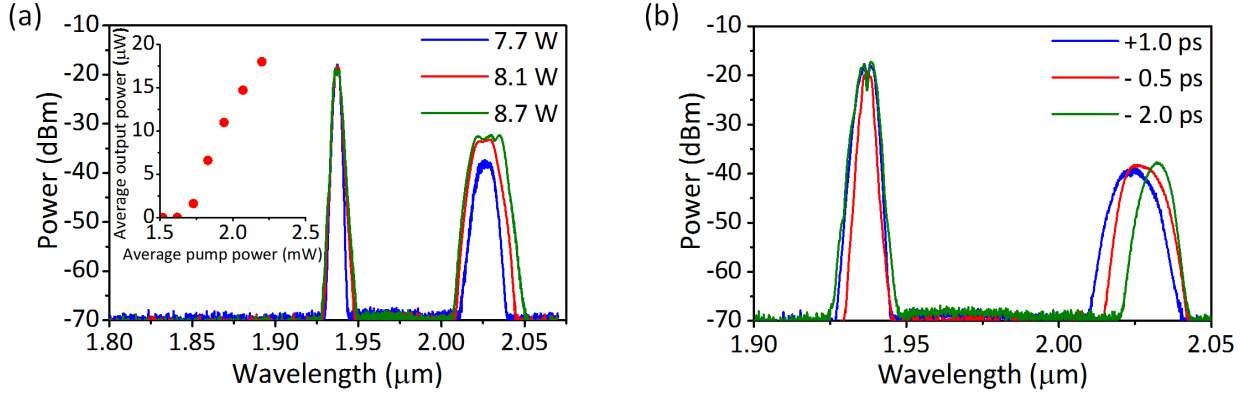 (a)
-10
-20
-30
-40
-50
-60
-70
Power (dBm)
1.80
1.85
1.90
1.95
2.00
2.05
Wavelength (μm)
7.7 W
8.1 W
8.7 W
20
15
10
5
0
Average output power (μW)
1.5
2.0
2.5
Average pump power (mW)
(b)
-10
-20
-30
-40
-50
-60
-70
Power (dBm)
1.90
1.95
2.00
2.05
Wavelength (μm)
+1.0 ps
- 0.5 ps
- 2.0 ps